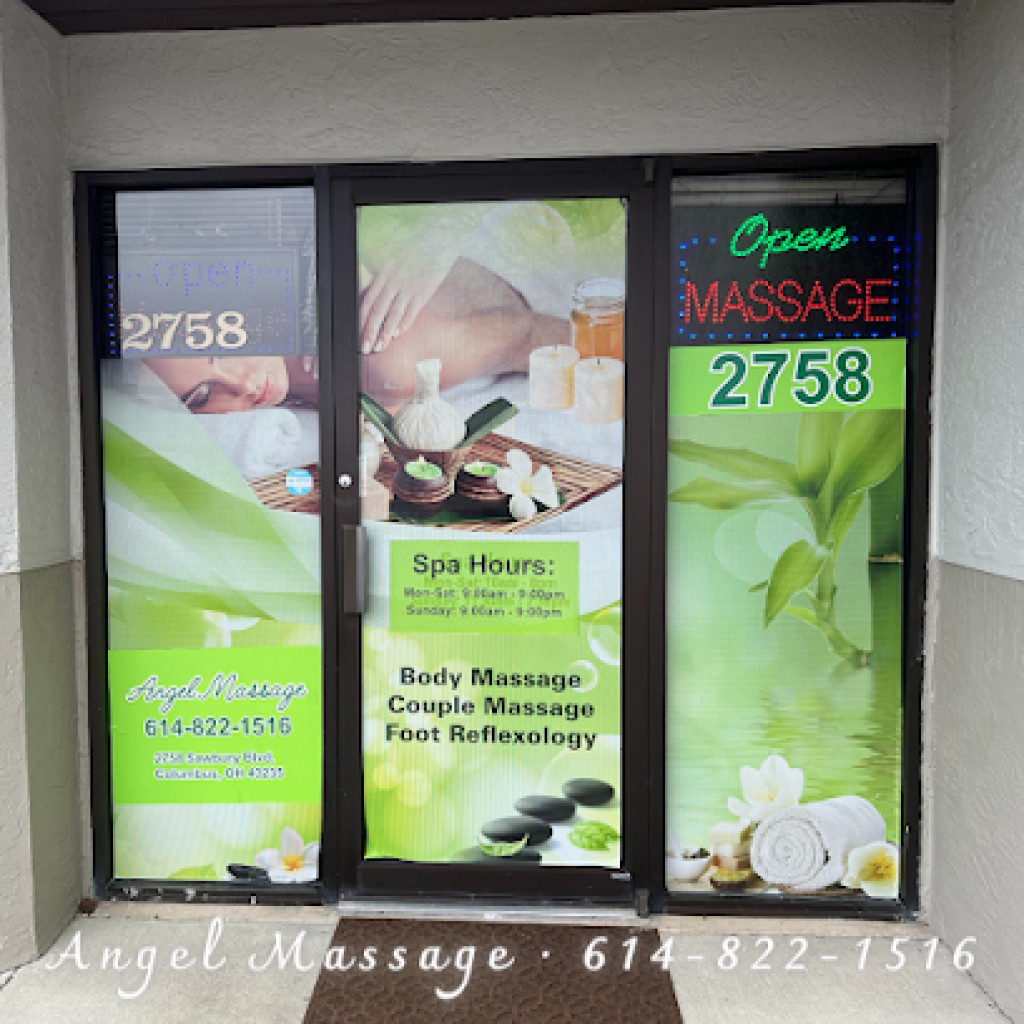 open
2758
Open
MASSAGE
2758
Spa Hours:
Mon-Sat: 9:00am - 9:00pm
Sunday: 9:00am - 9:00pm
Body Massage
Couple Massage
Foot Reflexology
Angel Massage
614-822-1516
2758 Sawbury Blvd.
Columbus, OH 43235
Angel Massage · 614-822-1516